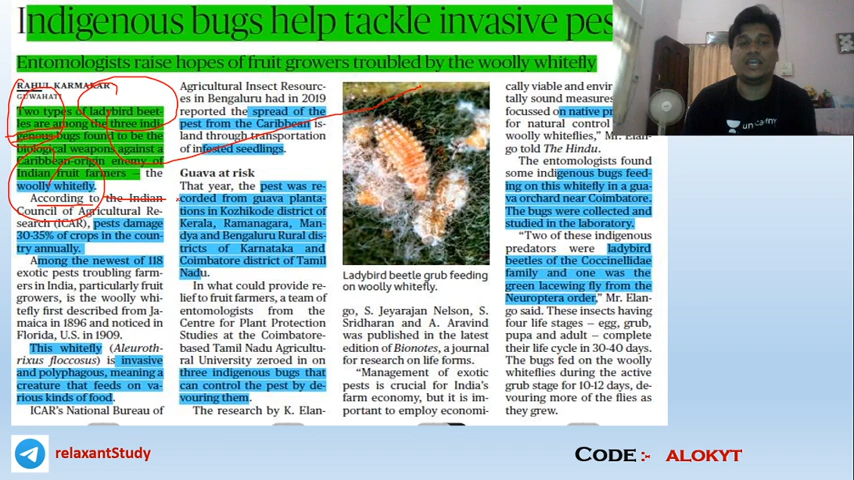 Indigenous bugs help tackle invasive pes
Entomologists raise hopes of fruit growers troubled by the woolly whitefly
RAHUL KARMAKAR
GUWAHATI
Two types of ladybird beet-
les are among the three indi-
genous bugs found to be the
biological weapons against a
Caribbean-origin enemy of
Indian fruit farmers – the
woolly whitefly.
According to the Indian
Council of Agricultural Re-
search (ICAR), pests damage
30-35% of crops in the coun-
try annually.
Among the newest of 118
exotic pests troubling farm-
ers in India, particularly fruit
growers, is the woolly whi-
tefly first described from Ja-
maica in 1896 and noticed in
Florida, U.S. in 1909.
This whitefly (Aleuroth-
rixus floccosus) is invasive
and polyphagous, meaning a
creature that feeds on va-
rious kinds of food.
ICAR's National Bureau of
Agricultural Insect Resourc-
es in Bengaluru had in 2019
reported the spread of the
pest from the Caribbean is-
land through transportation
of infested seedlings.
Guava at risk
That year, the pest was re-
corded from guava planta-
tions in Kozhikode district of
Kerala, Ramanagara, Man-
dya and Bengaluru Rural dis-
tricts of Karnataka and
Coimbatore district of Tamil
Nadu.
In what could provide re-
lief to fruit farmers, a team of
entomologists from the
Centre for Plant Protection
Studies at the Coimbatore-
based Tamil Nadu Agricultu-
ral University zeroed in on
three indigenous bugs that
can control the pest by de-
vouring them.
The research by K. Elan-
Ladybird beetle grub feeding
on woolly whitefly.
go, S. Jeyarajan Nelson, S.
Sridharan and A. Aravind
was published in the latest
edition of Bionotes, a journal
for research on life forms.
"Management of exotic
pests is crucial for India's
farm economy, but it is im-
portant to employ economi-
cally viable and envir
tally sound measures
focussed on native pr
for natural control
woolly whiteflies," Mr. Elan-
go told The Hindu.
The entomologists found
some indigenous bugs feed-
ing on this whitefly in a gua-
va orchard near Coimbatore.
The bugs were collected and
studied in the laboratory.
"Two of these indigenous
predators were ladybird
beetles of the Coccinellidae
family and one was the
green lacewing fly from the
Neuroptera order," Mr. Elan-
go said. These insects having
four life stages – egg, grub,
pupa and adult – complete
their life cycle in 30-40 days.
The bugs fed on the woolly
whiteflies during the active
grub stage for 10-12 days, de-
vouring more of the flies as
they grew.
relaxantStudy
Code :- ALOKYT